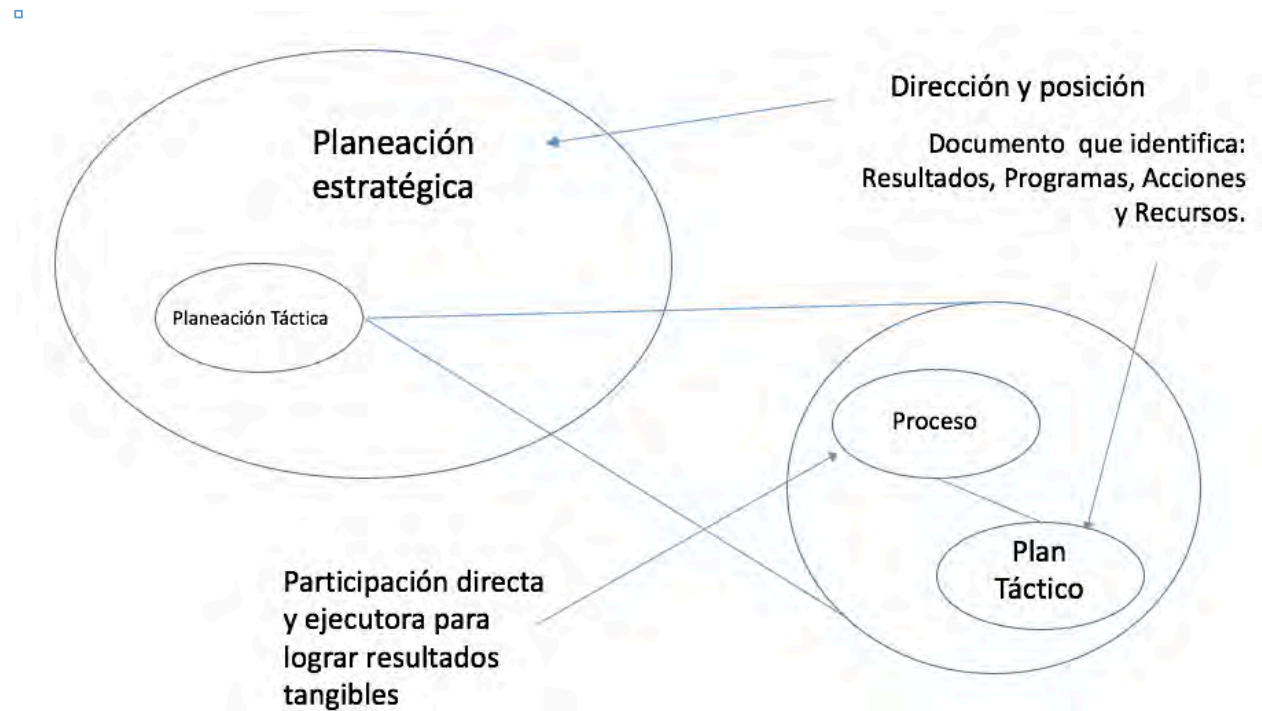 Planeación
estratégica
Planeación Táctica
Dirección y posición
Documento que identifica:
Resultados, Programas, Acciones
y Recursos.
Proceso
Plan
Táctico
Participación directa
y ejecutora para
lograr resultados
tangibles